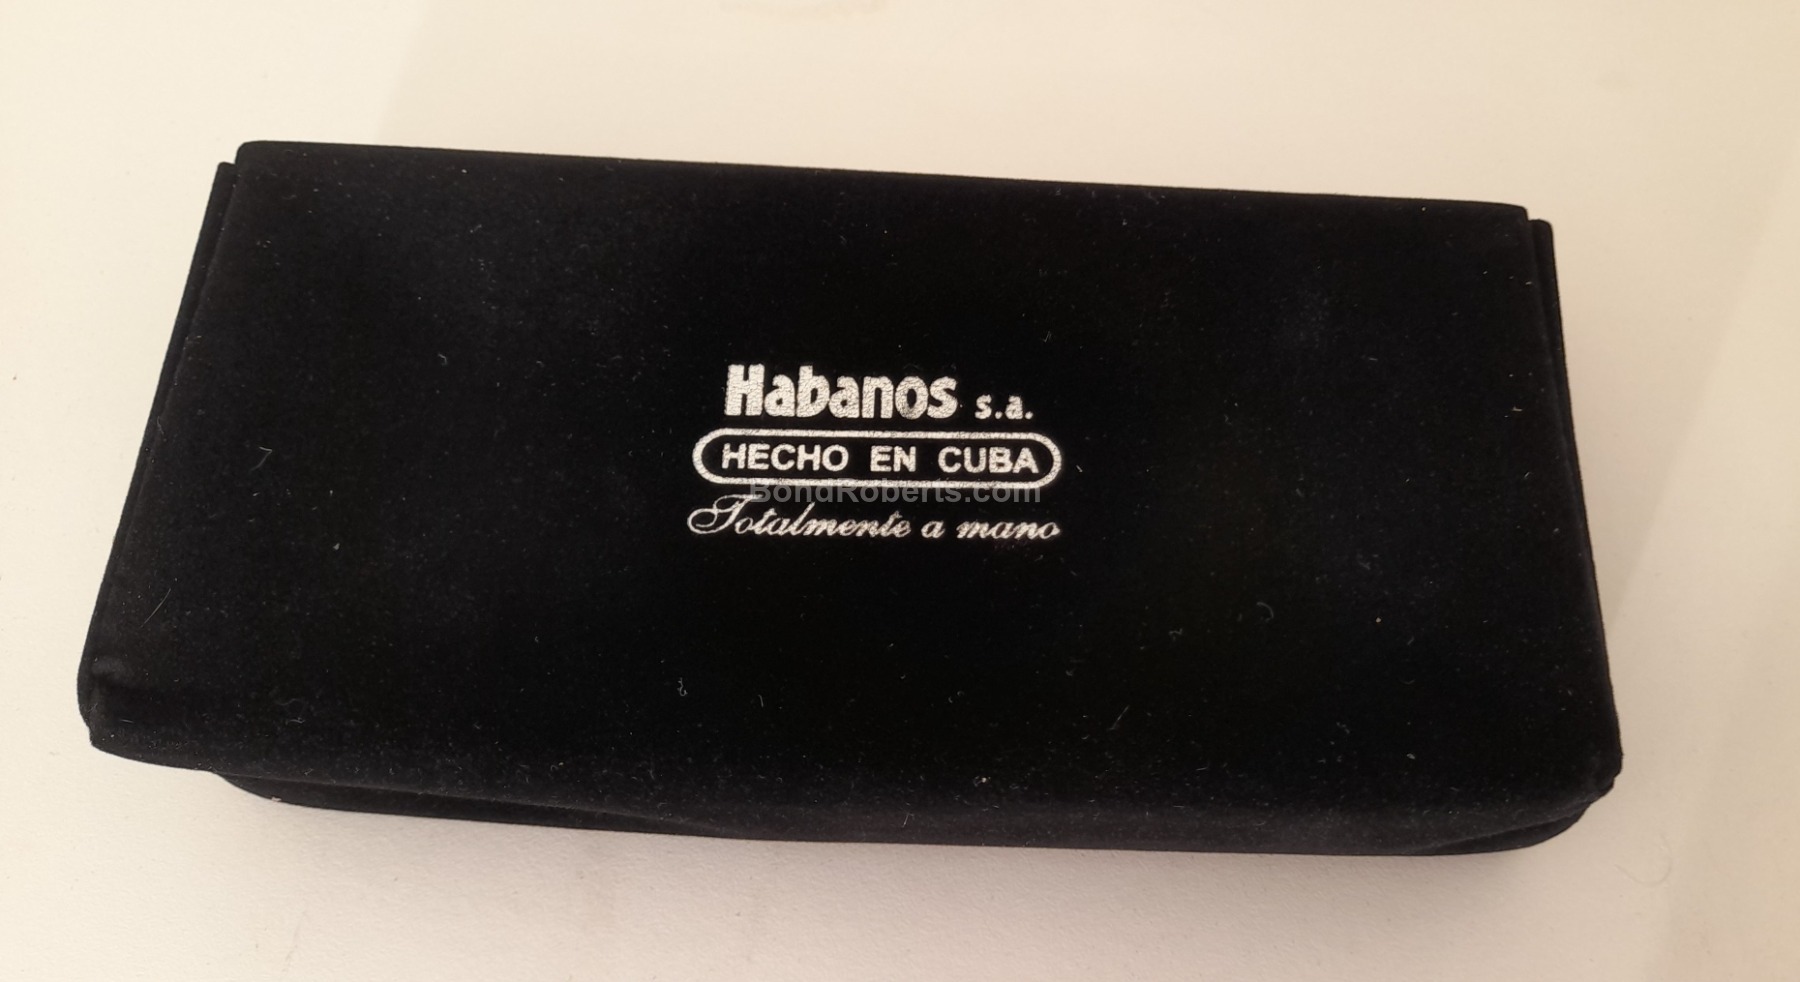 Habanos s.a.
HECHO EN CUBA
BondRoberts.com
Totalmente a mano